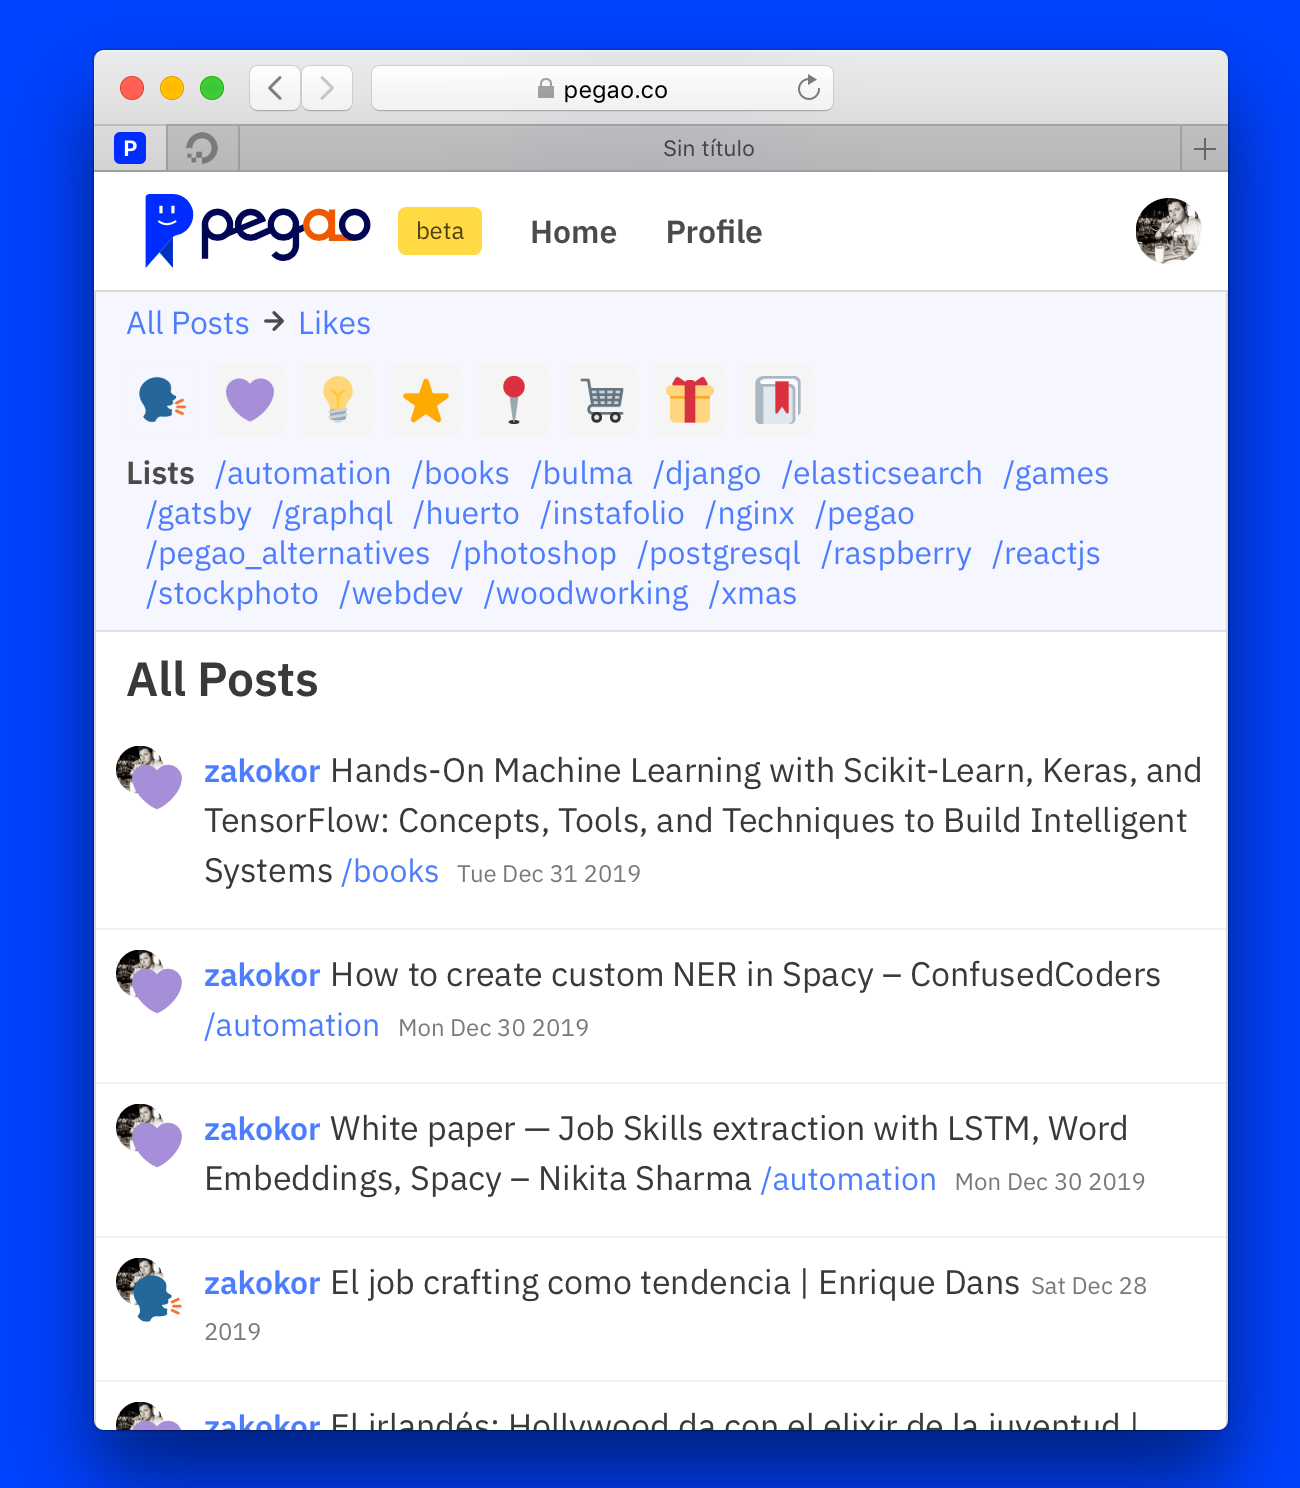 pegao.co
P
Sin título
pegao beta Home Profile
All Posts → Likes
Lists /automation /books /bulma /django /elasticsearch /games
/gatsby /graphql /huerto /instafolio /nginx /pegao
/pegao_alternatives /photoshop /postgresql /raspberry /reactjs
/stockphoto /webdev /woodworking /xmas
All Posts
zakokor Hands-On Machine Learning with Scikit-Learn, Keras, and
TensorFlow: Concepts, Tools, and Techniques to Build Intelligent
Systems /books Tue Dec 31 2019
zakokor How to create custom NER in Spacy – ConfusedCoders
/automation Mon Dec 30 2019
zakokor White paper — Job Skills extraction with LSTM, Word
Embeddings, Spacy – Nikita Sharma /automation Mon Dec 30 2019
zakokor El job crafting como tendencia | Enrique Dans Sat Dec 28
2019
zakokor El irlandés: Hollywood da con el elixir de la juventud |